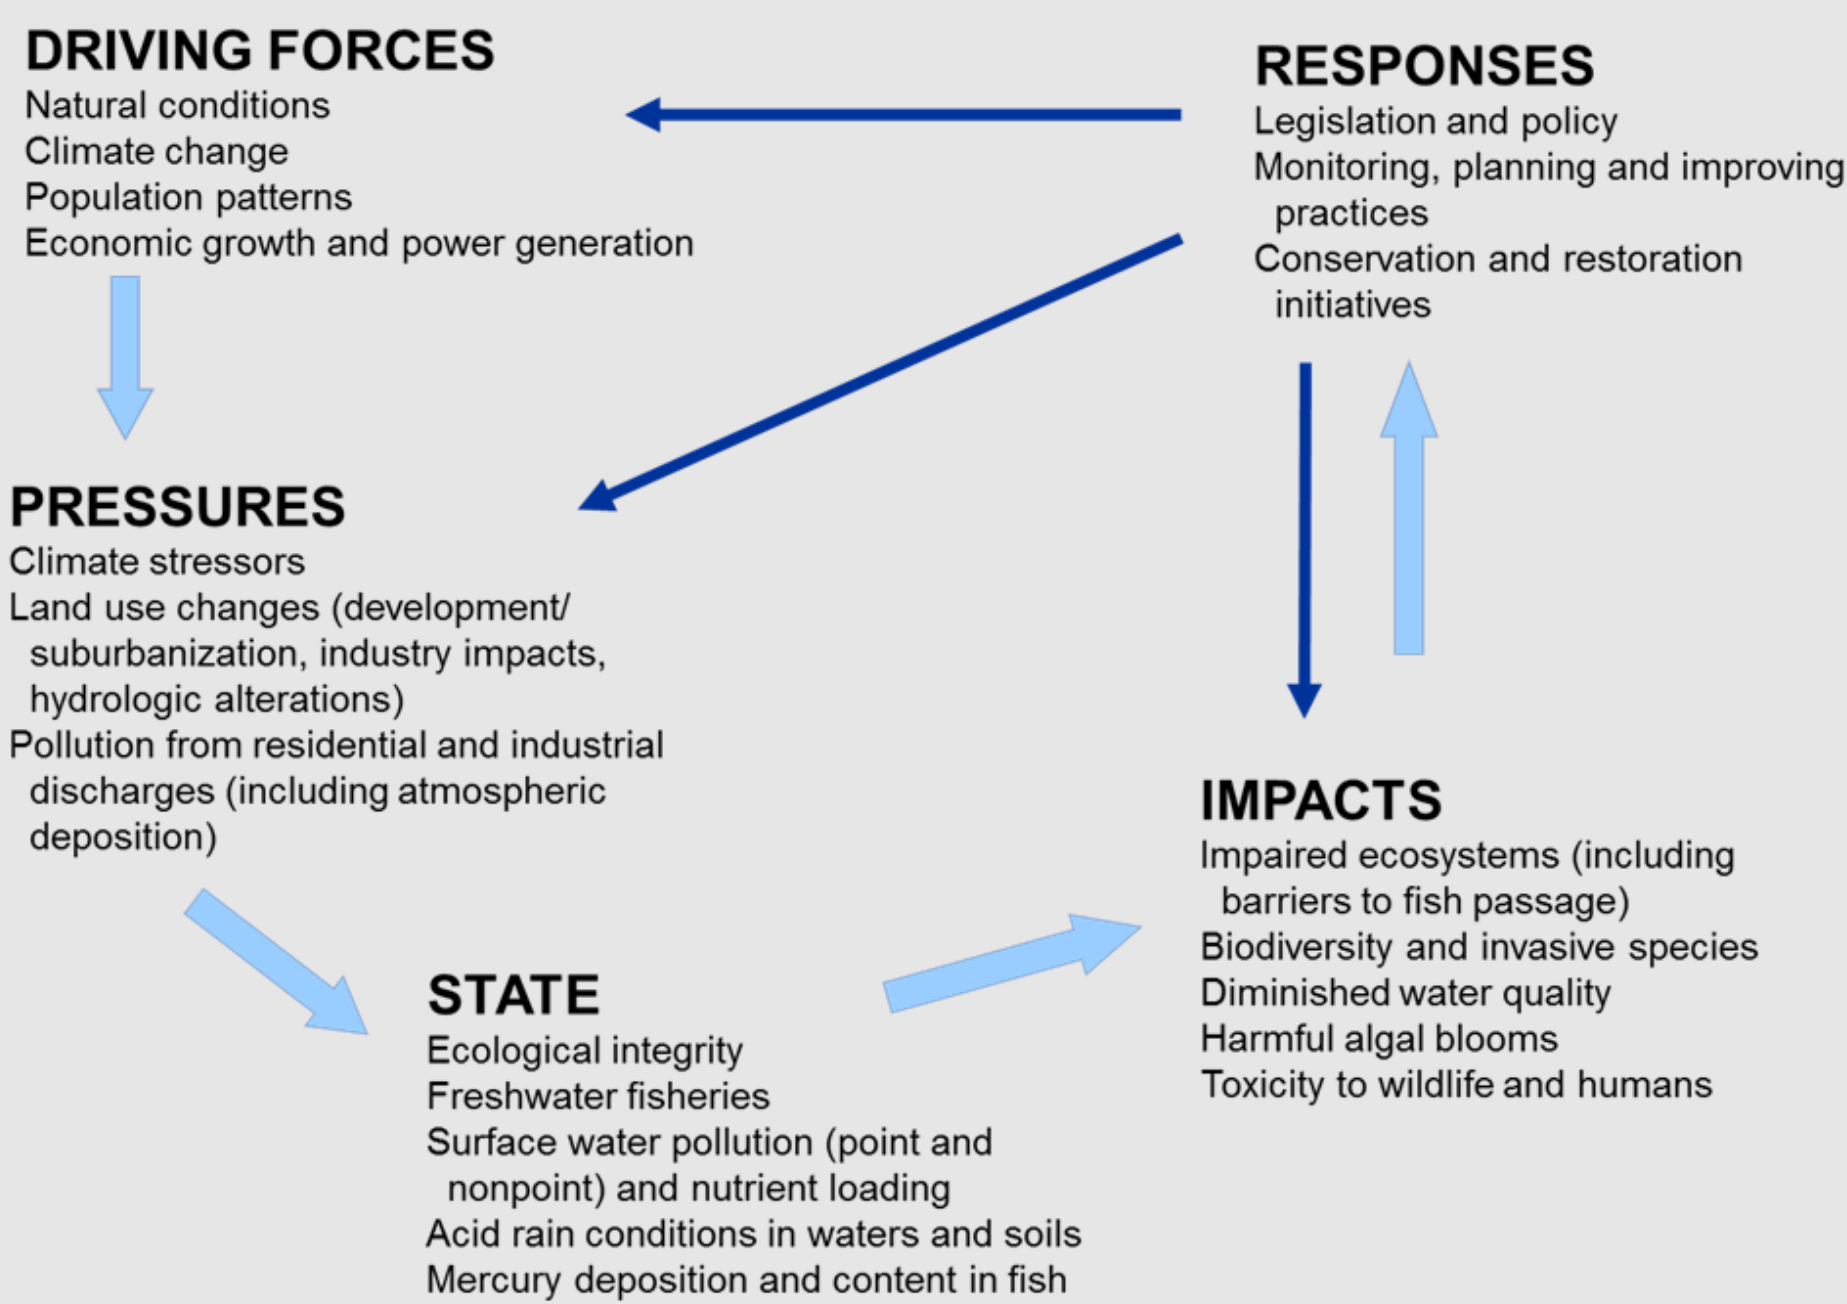 DRIVING FORCES
Natural conditions
Climate change
Population patterns
Economic growth and power generation
RESPONSES
Legislation and policy
Monitoring, planning and improving
practices
Conservation and restoration
initiatives
PRESSURES
Climate stressors
Land use changes (development/
suburbanization, industry impacts,
hydrologic alterations)
Pollution from residential and industrial
discharges (including atmospheric
deposition)
STATE
Ecological integrity
Freshwater fisheries
Surface water pollution (point and
nonpoint) and nutrient loading
Acid rain conditions in waters and soils
Mercury deposition and content in fish
IMPACTS
Impaired ecosystems (including
barriers to fish passage)
Biodiversity and invasive species
Diminished water quality
Harmful algal blooms
Toxicity to wildlife and humans